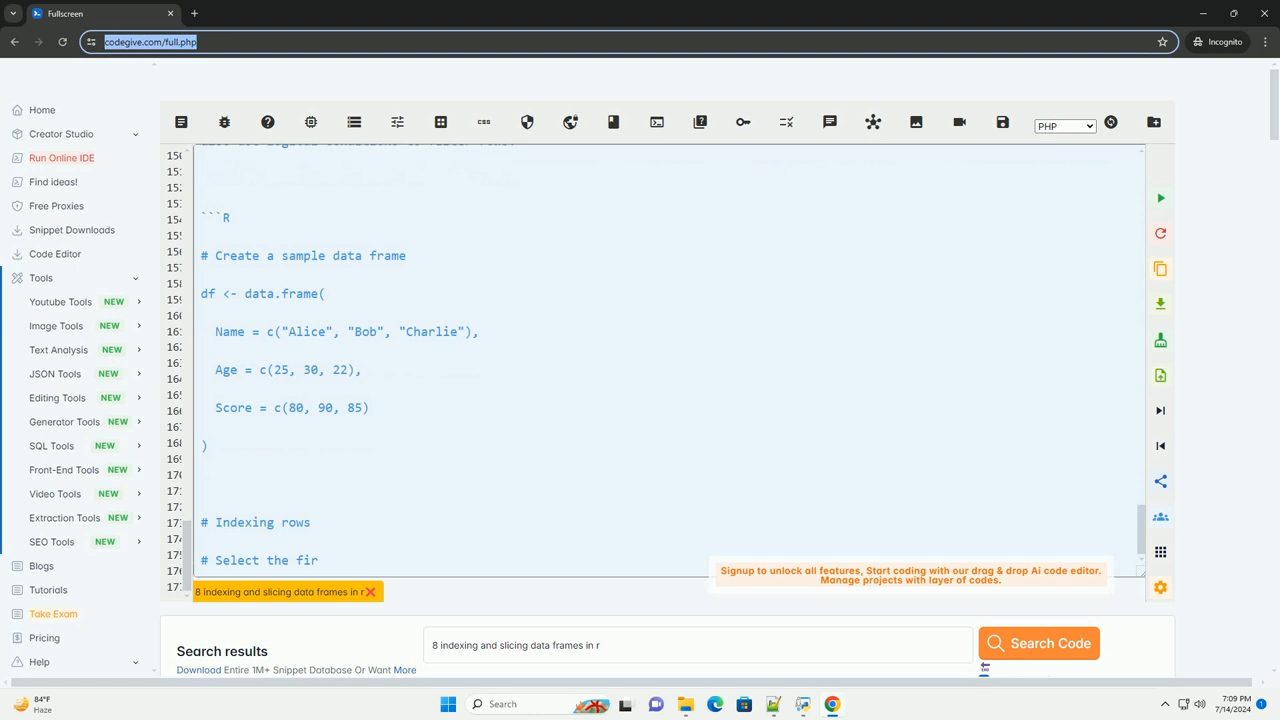 Fullscreen
codegive.com/full.php
Incognito
Home
Creator Studio
Run Online IDE
Find ideas!
Free Proxies
Snippet Downloads
Code Editor
Tools
Youtube Tools NEW
Image Tools NEW
Text Analysis NEW
JSON Tools NEW
Editing Tools NEW
Generator Tools NEW
SQL Tools NEW
Front-End Tools NEW
Video Tools NEW
Extraction Tools NEW
SEO Tools NEW
Blogs
Tutorials
Take Exam
Pricing
Help
css
PHP
```R
# Create a sample data frame
df <- data.frame(
Name = c("Alice", "Bob", "Charlie"),
Age = c(25, 30, 22),
Score = c(80, 90, 85)
)
# Indexing rows
# Select the fir
Signup to unlock all features, Start coding with our drag & drop Ai code editor.
Manage projects with layer of codes.
8 indexing and slicing data frames in r
Search results
8 indexing and slicing data frames in r
Search Code
Download Entire 1M+ Snippet Database Or Want More
84°F
Haze
Search
7:09 PM
7/14/2024